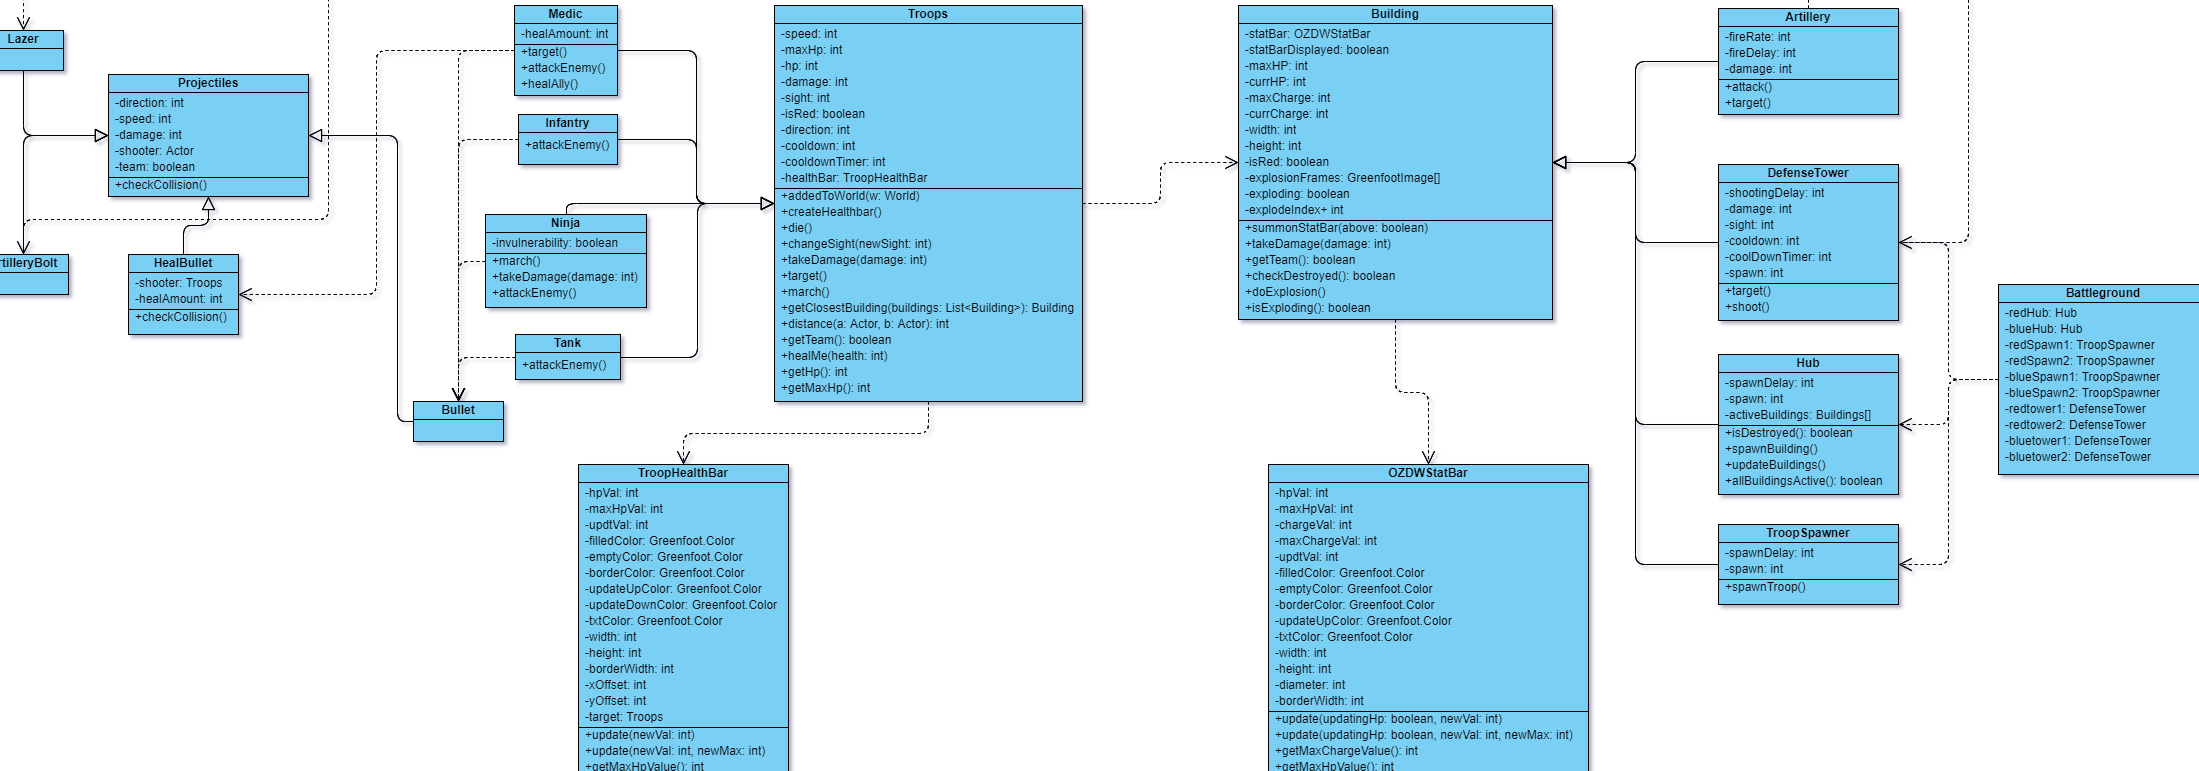 Lazer
Projectiles
-direction: int
-speed: int
-damage: int
-shooter: Actor
-team: boolean
+checkCollision()
tilleryBolt
HealBullet
-shooter: Troops
-healAmount: int
+checkCollision()
Medic
-healAmount: int
+target()
+attackEnemy()
+healAlly()
Infantry
+attackEnemy()
Ninja
-invulnerability: boolean
+march()
+takeDamage(damage: int)
+attackEnemy()
Tank
+attackEnemy()
Bullet
Troops
-speed: int
-maxHp: int
-hp: int
-damage: int
-sight: int
-isRed: boolean
-direction: int
-cooldown: int
-cooldownTimer: int
-healthBar: TroopHealthBar
+addedToWorld(w: World)
+createHealthbar()
+die()
+changeSight(newSight: int)
+takeDamage(damage: int)
+target()
+march()
+getClosestBuilding(buildings: List<Building>): Building
+distance(a: Actor, b: Actor): int
+getTeam(): boolean
+healMe(health: int)
+getHp(): int
+getMaxHp(): int
TroopHealthBar
-hpVal: int
-maxHpVal: int
-updtVal: int
-filledColor: Greenfoot.Color
-emptyColor: Greenfoot.Color
-borderColor: Greenfoot.Color
-updateUpColor: Greenfoot.Color
-updateDownColor: Greenfoot.Color
-txtColor: Greenfoot.Color
-width: int
-height: int
-borderWidth: int
-xOffset: int
-yOffset: int
-target: Troops
+update(newVal: int)
+update(newVal: int, newMax: int)
+getMaxHpValue(): int
Building
-statBar: OZDWStatBar
-statBarDisplayed: boolean
-maxHP: int
-currHP: int
-maxCharge: int
-currCharge: int
-width: int
-height: int
-isRed: boolean
-explosionFrames: GreenfootImage[]
-exploding: boolean
-explodeIndex+ int
+summonStatBar(above: boolean)
+takeDamage(damage: int)
+getTeam(): boolean
+checkDestroyed(): boolean
+doExplosion()
+isExploding(): boolean
OZDWStatBar
-hpVal: int
-maxHpVal: int
-chargeVal: int
-maxChargeVal: int
-updtVal: int
-filledColor: Greenfoot.Color
-emptyColor: Greenfoot.Color
-borderColor: Greenfoot.Color
-updateUpColor: Greenfoot.Color
-txtColor: Greenfoot.Color
-width: int
-height: int
-diameter: int
-borderWidth: int
+update(updatingHp: boolean, newVal: int)
+update(updatingHp: boolean, newVal: int, newMax: int)
+getMaxChargeValue(): int
+getMaxHpValue(): int
Artillery
-fireRate: int
-fireDelay: int
-damage: int
+attack()
+target()
DefenseTower
-shootingDelay: int
-damage: int
-sight: int
-cooldown: int
-coolDownTimer: int
-spawn: int
+target()
+shoot()
Hub
-spawnDelay: int
-spawn: int
-activeBuildings: Buildings[]
+isDestroyed(): boolean
+spawnBuilding()
+updateBuildings()
+allBuildingsActive(): boolean
TroopSpawner
-spawnDelay: int
-spawn: int
+spawnTroop()
Battleground
-redHub: Hub
-blueHub: Hub
-redSpawn1: TroopSpawner
-redSpawn2: TroopSpawner
-blueSpawn1: TroopSpawner
-blueSpawn2: TroopSpawner
-redtower1: DefenseTower
-redtower2: DefenseTower
-bluetower1: DefenseTower
-bluetower2: DefenseTower